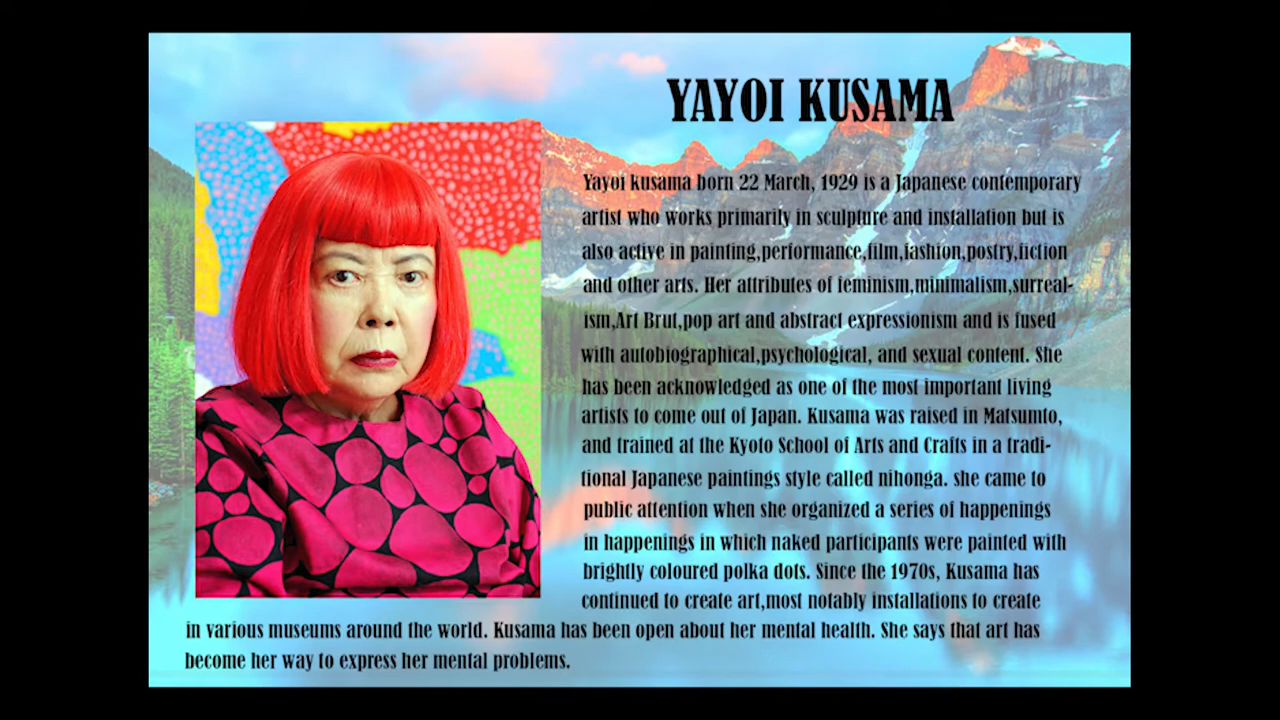 YAYOI KUSAMA
Yayoi kusama born 22 March, 1929 is a Japanese contemporary
artist who works primarily in sculpture and installation but is
also active in painting,performance,film,fashion,postry,fiction
and other arts. Her attributes of feminism,minimalism,surreal-
ism,Art Brut,pop art and abstract expressionism and is fused
with autobiographical,psychological, and sexual content. She
has been acknowledged as one of the most important living
artists to come out of Japan. Kusama was raised in Matsumto,
and trained at the Kyoto School of Arts and Crafts in a tradi-
tional Japanese paintings style called nihonga. she came to
public attention when she organized a series of happenings
in happenings in which naked participants were painted with
brightly coloured polka dots. Since the 1970s, Kusama has
continued to create art,most notably installations to create
in various museums around the world. Kusama has been open about her mental health. She says that art has
become her way to express her mental problems.